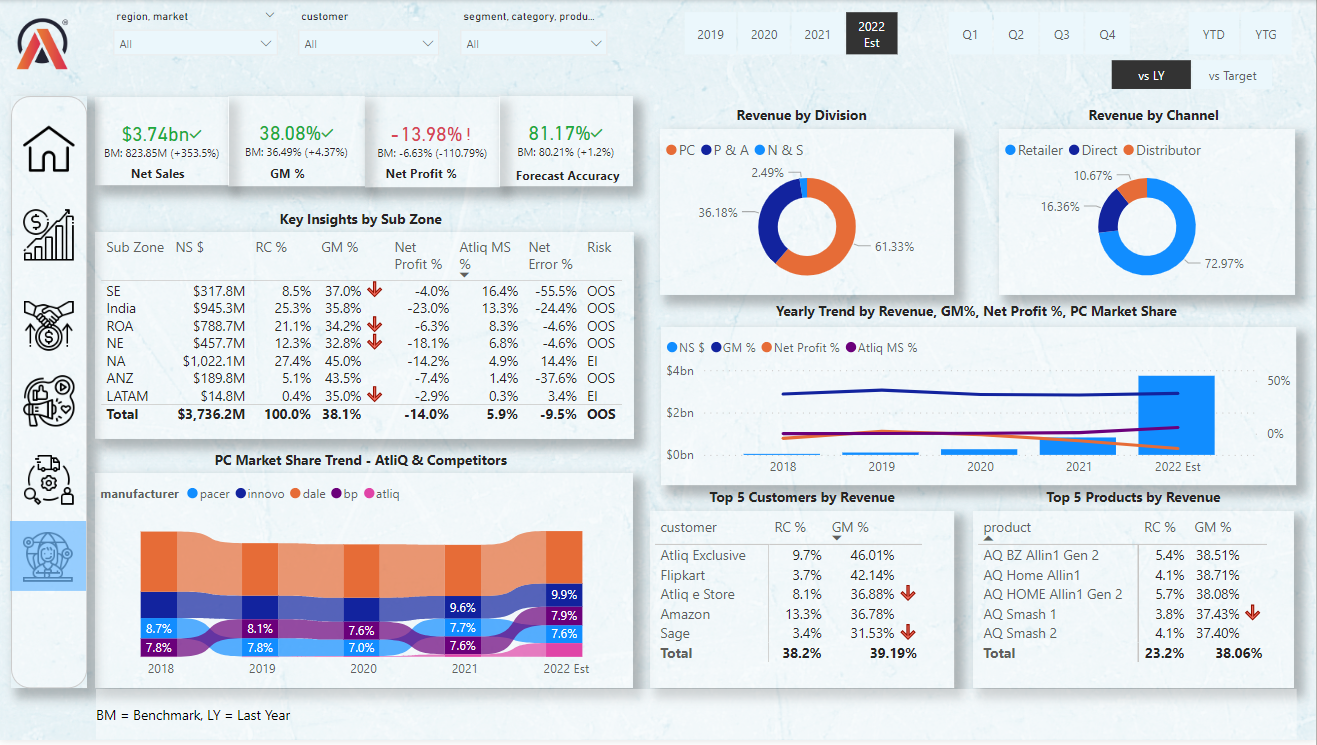 region, market
customer
segment, category, produ...
All
All
All
2019
2020
2021
2022
Est
Q1
Q2
Q3
Q4
YTD
YTG
vs LY
vs Target
$3.74bn
BM: 823.85M (+353.5%)
Net Sales
38.08%
BM: 36.49% (+4.37%)
GM %
-13.98% !
BM: -6.63% (-110.79%)
Net Profit %
81.17%
BM: 80.21% (+1.2%)
Forecast Accuracy
Key Insights by Sub Zone
Sub Zone NS $ RC % GM % Net Profit % Atliq MS % Net Error % Risk
SE $317.8M 8.5% 37.0% -4.0% 16.4% -55.5% OOS
India $945.3M 25.3% 35.8% -23.0% 13.3% -24.4% OOS
ROA $788.7M 21.1% 34.2% -6.3% 8.3% -4.6% OOS
NE $457.7M 12.3% 32.8% -18.1% 6.8% -4.6% OOS
NA $1,022.1M 27.4% 45.0% -14.2% 4.9% 14.4% EI
ANZ $189.8M 5.1% 43.5% -7.4% 1.4% -37.6% OOS
LATAM $14.8M 0.4% 35.0% -2.9% 0.3% 3.4% EI
Total $3,736.2M 100.0% 38.1% -14.0% 5.9% -9.5% OOS
Revenue by Division
PC P & A N & S
2.49%
36.18%
61.33%
Revenue by Channel
Retailer Direct Distributor
10.67%
16.36%
72.97%
Yearly Trend by Revenue, GM%, Net Profit %, PC Market Share
NS $ GM % Net Profit % Atliq MS %
$4bn
$2bn
$0bn
50%
0%
2018 2019 2020 2021 2022 Est
PC Market Share Trend - AtliQ & Competitors
manufacturer pacer innovo dale bp atliq
8.7%
7.8%
8.1%
7.8%
7.6%
7.0%
9.6%
7.7%
7.6%
9.9%
7.9%
7.6%
2018 2019 2020 2021 2022 Est
Top 5 Customers by Revenue
customer RC % GM %
Atliq Exclusive 9.7% 46.01%
Flipkart 3.7% 42.14%
Atliq e Store 8.1% 36.88%
Amazon 13.3% 36.78%
Sage 3.4% 31.53%
Total 38.2% 39.19%
Top 5 Products by Revenue
product RC % GM %
AQ BZ Allin1 Gen 2 5.4% 38.51%
AQ Home Allin1 4.1% 38.71%
AQ HOME Allin1 Gen 2 5.7% 38.08%
AQ Smash 1 3.8% 37.43%
AQ Smash 2 4.1% 37.40%
Total 23.2% 38.06%
BM = Benchmark, LY = Last Year